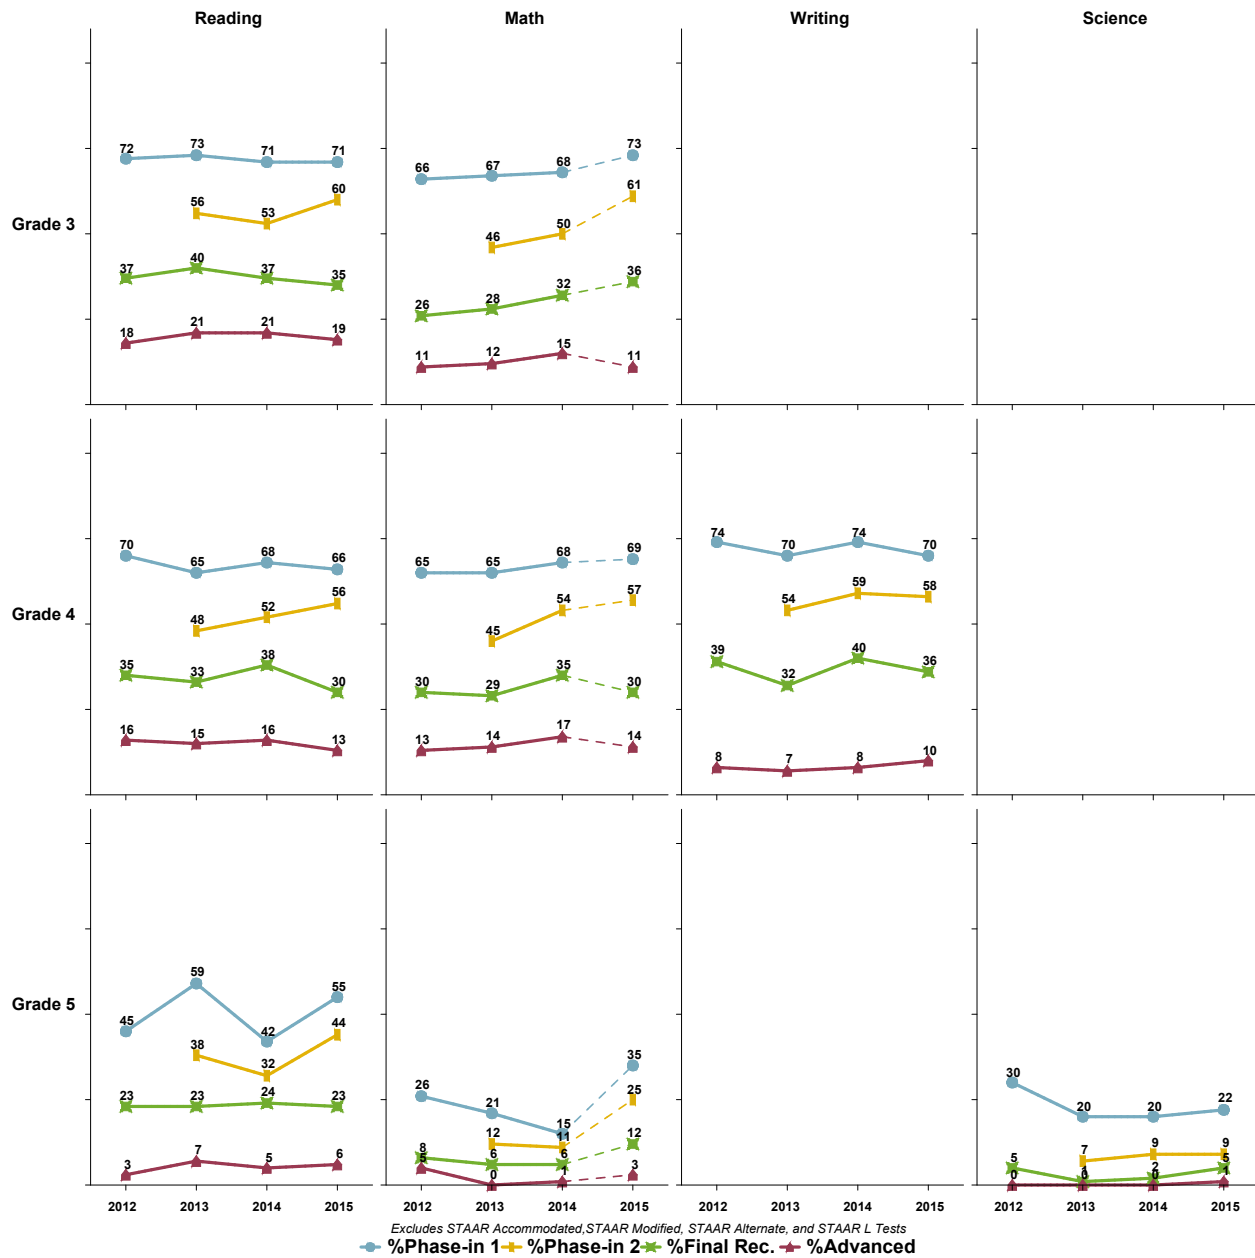 Reading Math Writing Science
Grade 3
72 73 71 71
56 53 60
37 40 37 35
18 21 21 19
66 67 68 73
46 50 61
26 28 32 36
11 12 15 11
Grade 4
70 65 68 66
48 52 56
35 33 38 30
16 15 16 13
65 65 68 69
45 54 57
30 29 35 30
13 14 17 14
74 70 74 70
54 59 58
39 32 40 36
8 7 8 10
Grade 5
45 59 42 55
38 32 44
23 23 24 23
3 7 5 6
26 21 15 35
12 11 25
8 6 6 12
5 0 1 3
30 20 20 22
7 9 9
5 1 2 5
0 0 0 1
2012 2013 2014 2015 2012 2013 2014 2015 2012 2013 2014 2015 2012 2013 2014 2015
Excludes STAAR Accommodated,STAAR Modified, STAAR Alternate, and STAAR L Tests
%Phase-in 1 %Phase-in 2 %Final Rec. %Advanced